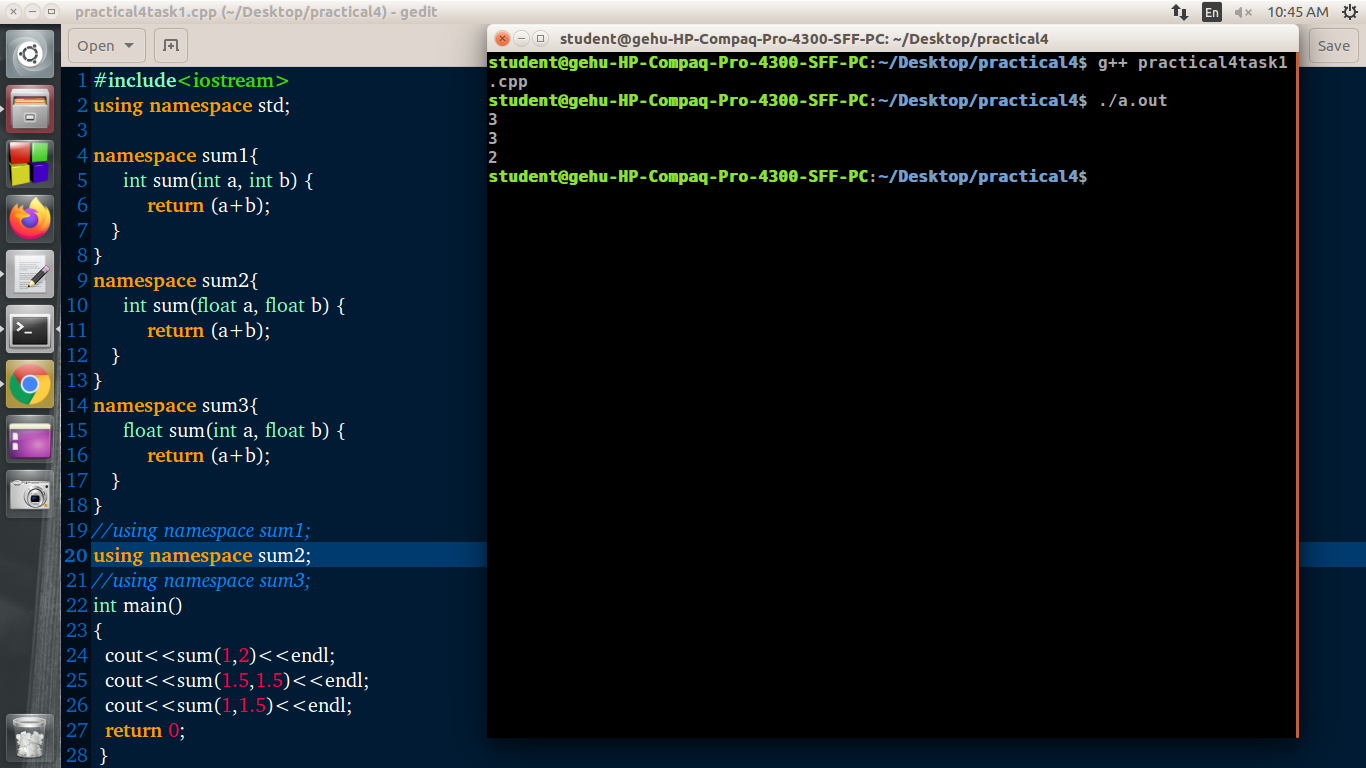 practical4task1.cpp (~/Desktop/practical4) - gedit
En
10:45 AM
Open
Save
1 #include<iostream>
2 using namespace std;
3
4 namespace sum1{
5 int sum(int a, int b) {
6 return (a+b);
7 }
8 }
9 namespace sum2{
10 int sum(float a, float b) {
11 return (a+b);
12 }
13 }
14 namespace sum3{
15 float sum(int a, float b) {
16 return (a+b);
17 }
18 }
19 //using namespace sum1;
20 using namespace sum2;
21 //using namespace sum3;
22 int main()
23 {
24 cout<<sum(1,2)<<endl;
25 cout<<sum(1.5,1.5)<<endl;
26 cout<<sum(1,1.5)<<endl;
27 return 0;
28 }
student@gehu-HP-Compaq-Pro-4300-SFF-PC: ~/Desktop/practical4
student@gehu-HP-Compaq-Pro-4300-SFF-PC:~/Desktop/practical4$ g++ practical4task1
.cpp
student@gehu-HP-Compaq-Pro-4300-SFF-PC:~/Desktop/practical4$ ./a.out
3
3
2
student@gehu-HP-Compaq-Pro-4300-SFF-PC:~/Desktop/practical4$